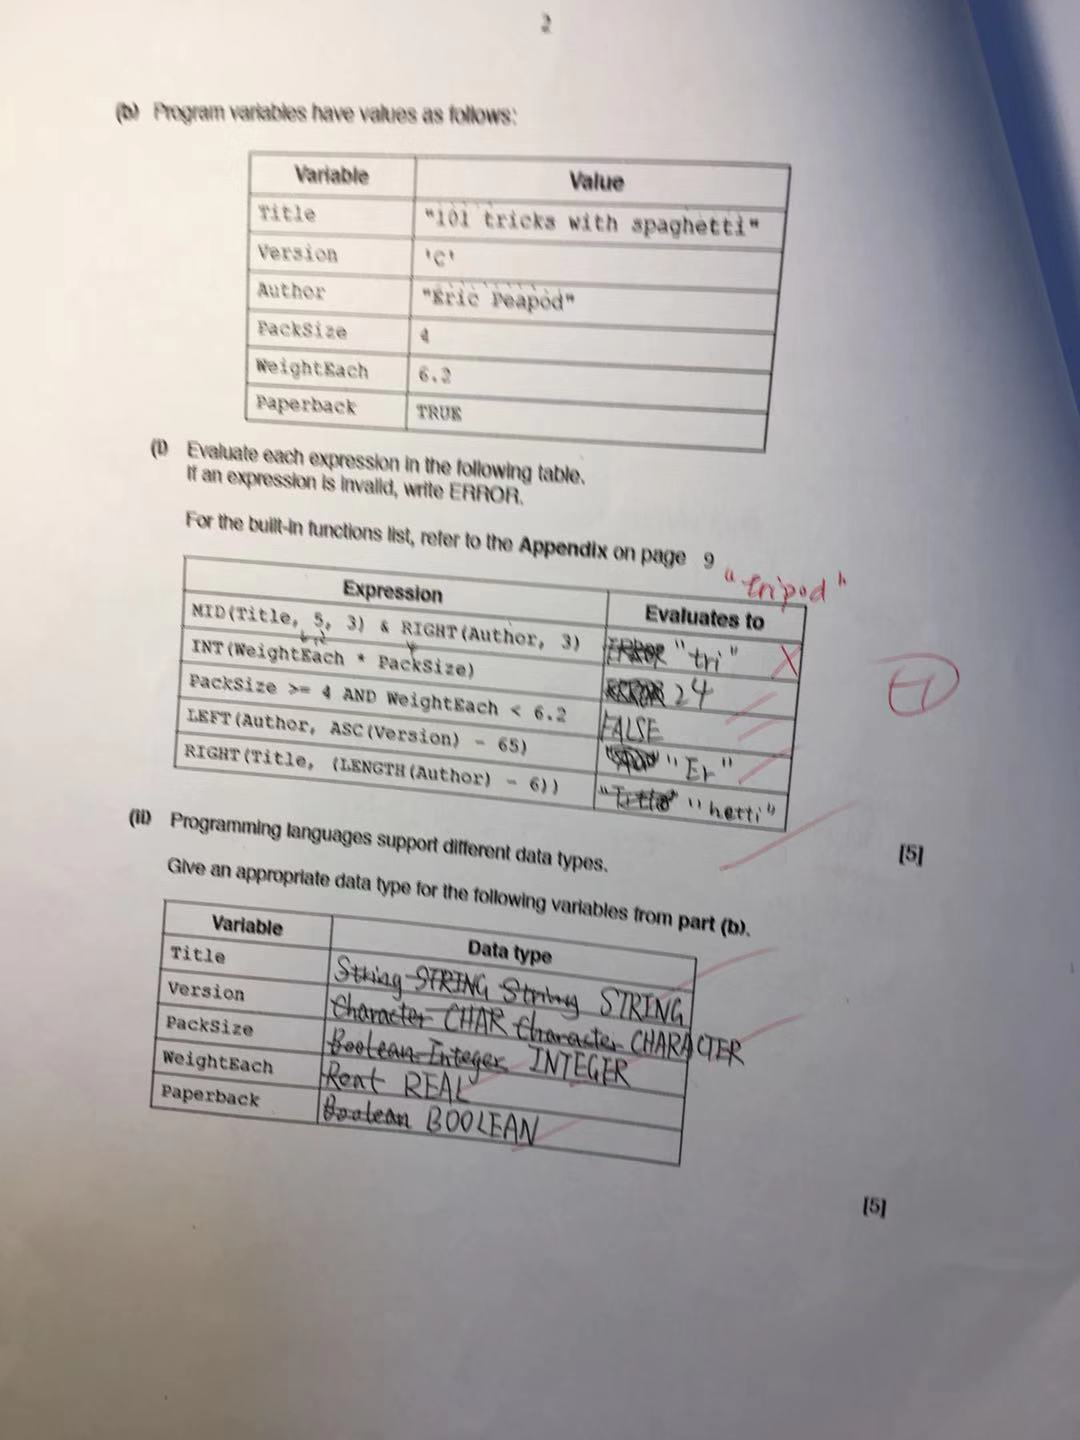 2
(b) Program variables have values as follows:
Variable Value
Title "101 tricks with spaghetti"
Version 'C'
Author "Eric Peapod"
PackSize 4
WeightEach 6.2
Paperback TRUE
(i) Evaluate each expression in the following table.
If an expression is invalid, write ERROR.
For the built-in functions list, refer to the Appendix on page 9
"tripod"
Expression Evaluates to
MID(Title, 5, 3) & RIGHT(Author, 3) ERROR "tri"
INT(WeightEach * PackSize) ERROR 24
PackSize >= 4 AND WeightEach < 6.2 FALSE
LEFT(Author, ASC(Version) - 65) "Er"
RIGHT(Title, (LENGTH(Author) - 6)) "hetti"
[5]
(ii) Programming languages support different data types.
Give an appropriate data type for the following variables from part (b).
Variable Data type
Title String STRING String STRING
Version Character CHAR Character CHARACTER
PackSize Boolean Integer INTEGER
WeightEach Real REAL
Paperback Boolean BOOLEAN
[5]